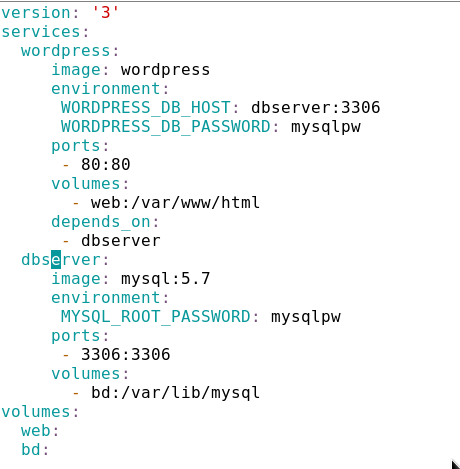 version: '3'
services:
  wordpress:
     image: wordpress
     environment:
      WORDPRESS_DB_HOST: dbserver:3306
      WORDPRESS_DB_PASSWORD: mysqlpw
     ports:
      - 80:80
     volumes:
       - web:/var/www/html
     depends_on:
      - dbserver
  dbserver:
     image: mysql:5.7
     environment:
      MYSQL_ROOT_PASSWORD: mysqlpw
     ports:
      - 3306:3306
     volumes:
       - bd:/var/lib/mysql
volumes:
  web:
  bd: